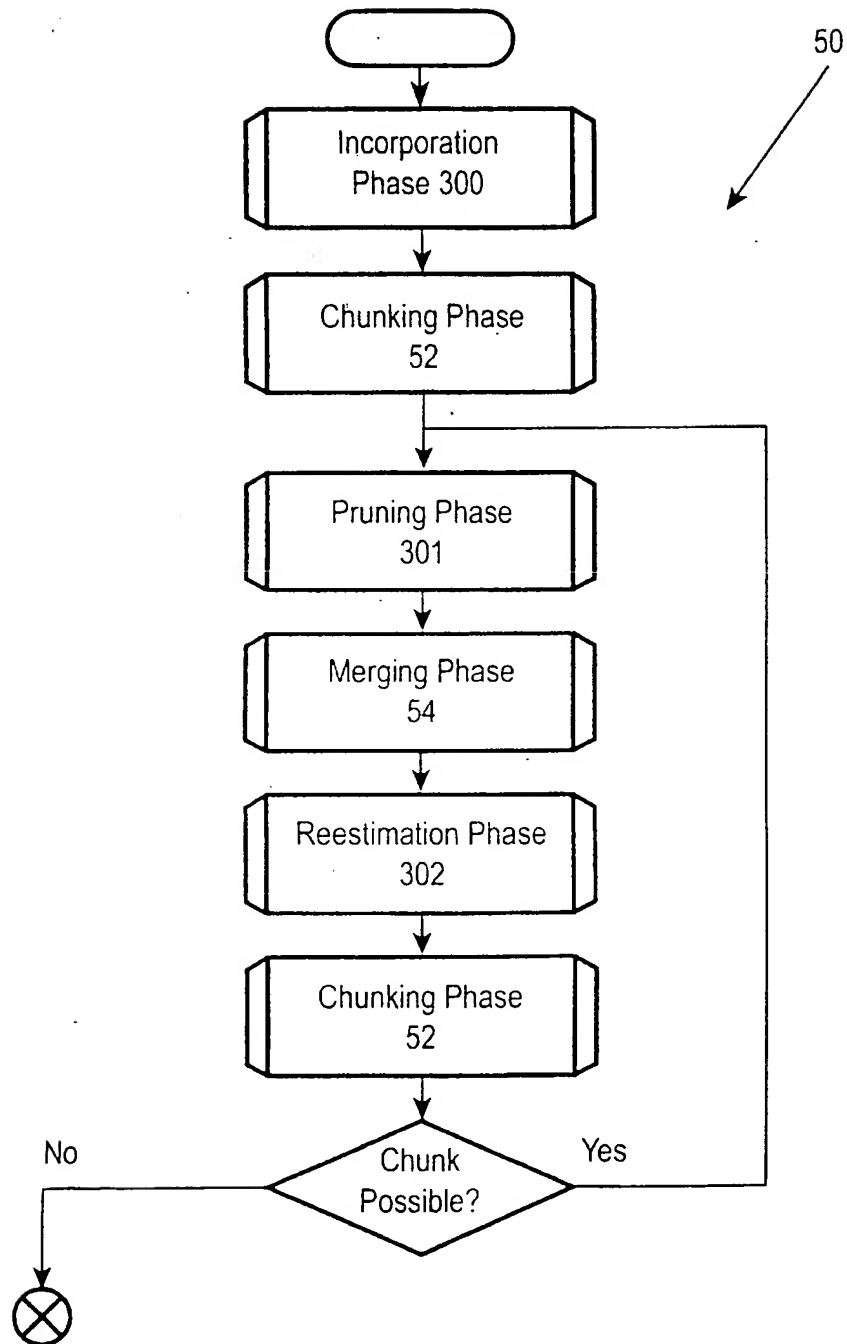 50
Incorporation
Phase 300
Chunking Phase
52
Pruning Phase
301
Merging Phase
54
Reestimation Phase
302
Chunking Phase
52
Chunk
Possible?
No
Yes